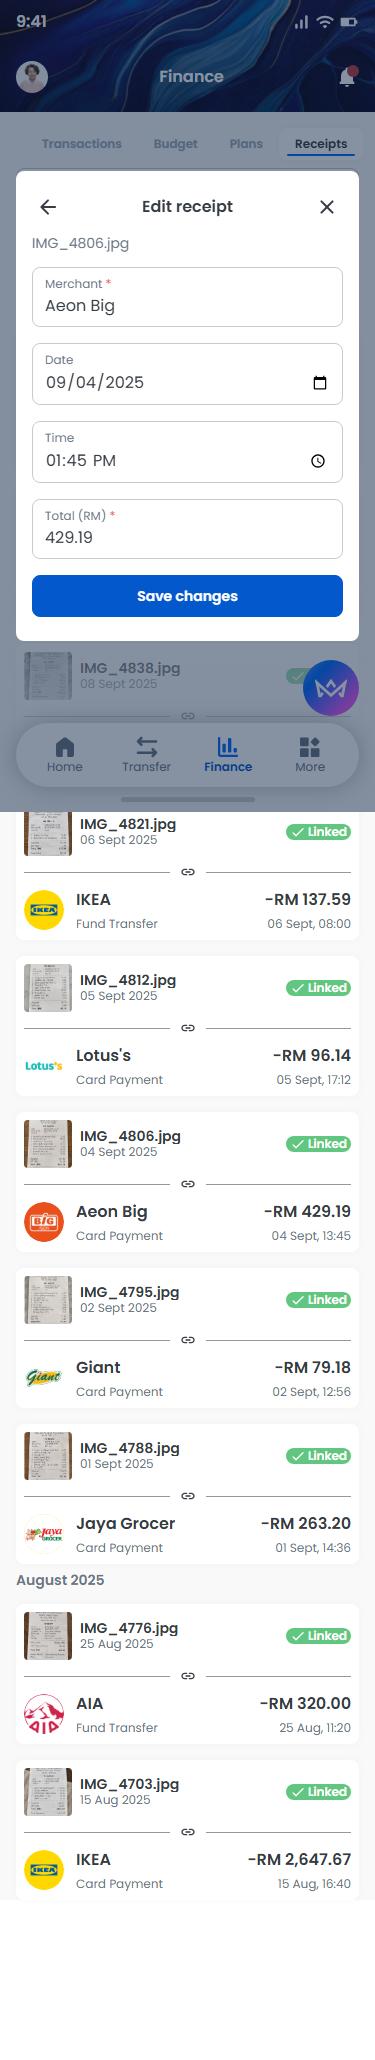 9:41
Finance
Transactions Budget Plans Receipts
Edit receipt
IMG_4806.jpg
Merchant *
Aeon Big
Date
09/04/2025
Time
01:45 PM
Total (RM) *
429.19
Save changes
IMG_4838.jpg
08 Sept 2025
Home Transfer Finance More
IMG_4821.jpg
Linked
06 Sept 2025
IKEA
IKEA -RM 137.59
Fund Transfer 06 Sept, 08:00
IMG_4812.jpg
Linked
05 Sept 2025
Lotus's
Lotus's -RM 96.14
Card Payment 05 Sept, 17:12
IMG_4806.jpg
Linked
04 Sept 2025
BIG
Aeon Big -RM 429.19
Card Payment 04 Sept, 13:45
IMG_4795.jpg
Linked
02 Sept 2025
Giant
Giant -RM 79.18
Card Payment 02 Sept, 12:56
IMG_4788.jpg
Linked
01 Sept 2025
Jaya
GROCER
Jaya Grocer -RM 263.20
Card Payment 01 Sept, 14:36
August 2025
IMG_4776.jpg
Linked
25 Aug 2025
AIA
AIA -RM 320.00
Fund Transfer 25 Aug, 11:20
IMG_4703.jpg
Linked
15 Aug 2025
IKEA
IKEA -RM 2,647.67
Card Payment 15 Aug, 16:40